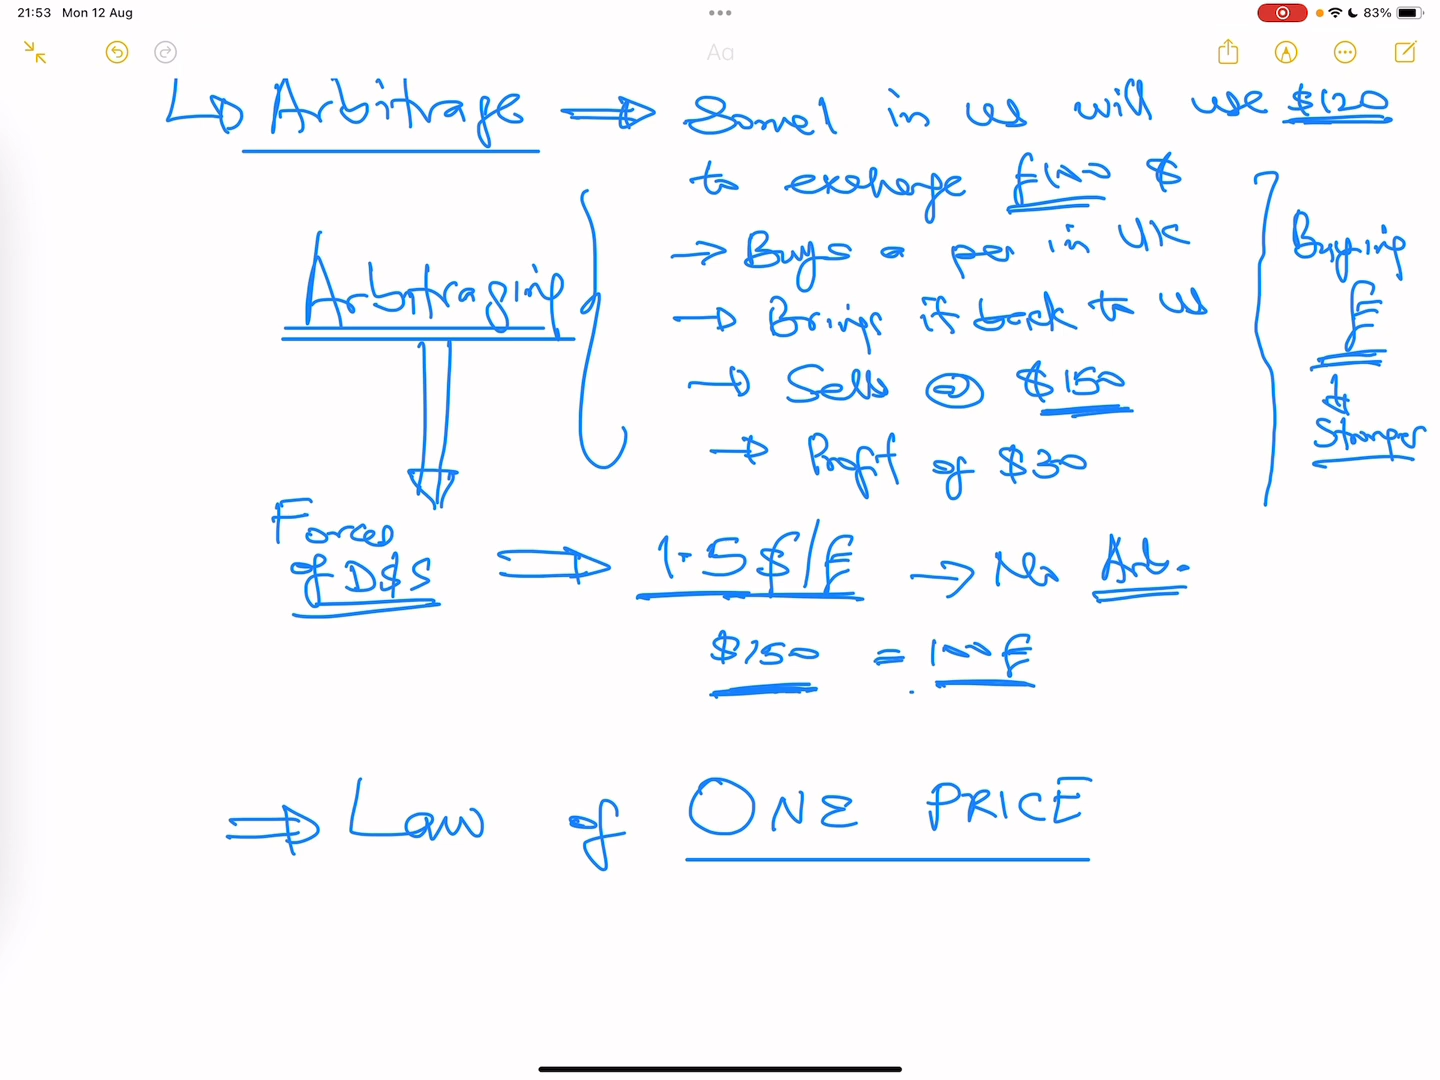 21:53 Mon 12 Aug
83%
Aa
Arbitrage ⇒ Some1 in US will use $120
to exchange £100 $
→ Buys a pen in UK
→ Brings it back to US
→ Sells @ $150
→ Profit of $30
Arbitraging
Buying
£
↓
Stronger
Forces
of D&S ⇒ 1.5$/£ → No Arb.
$150 = 100£
⇒ Law of ONE PRICE